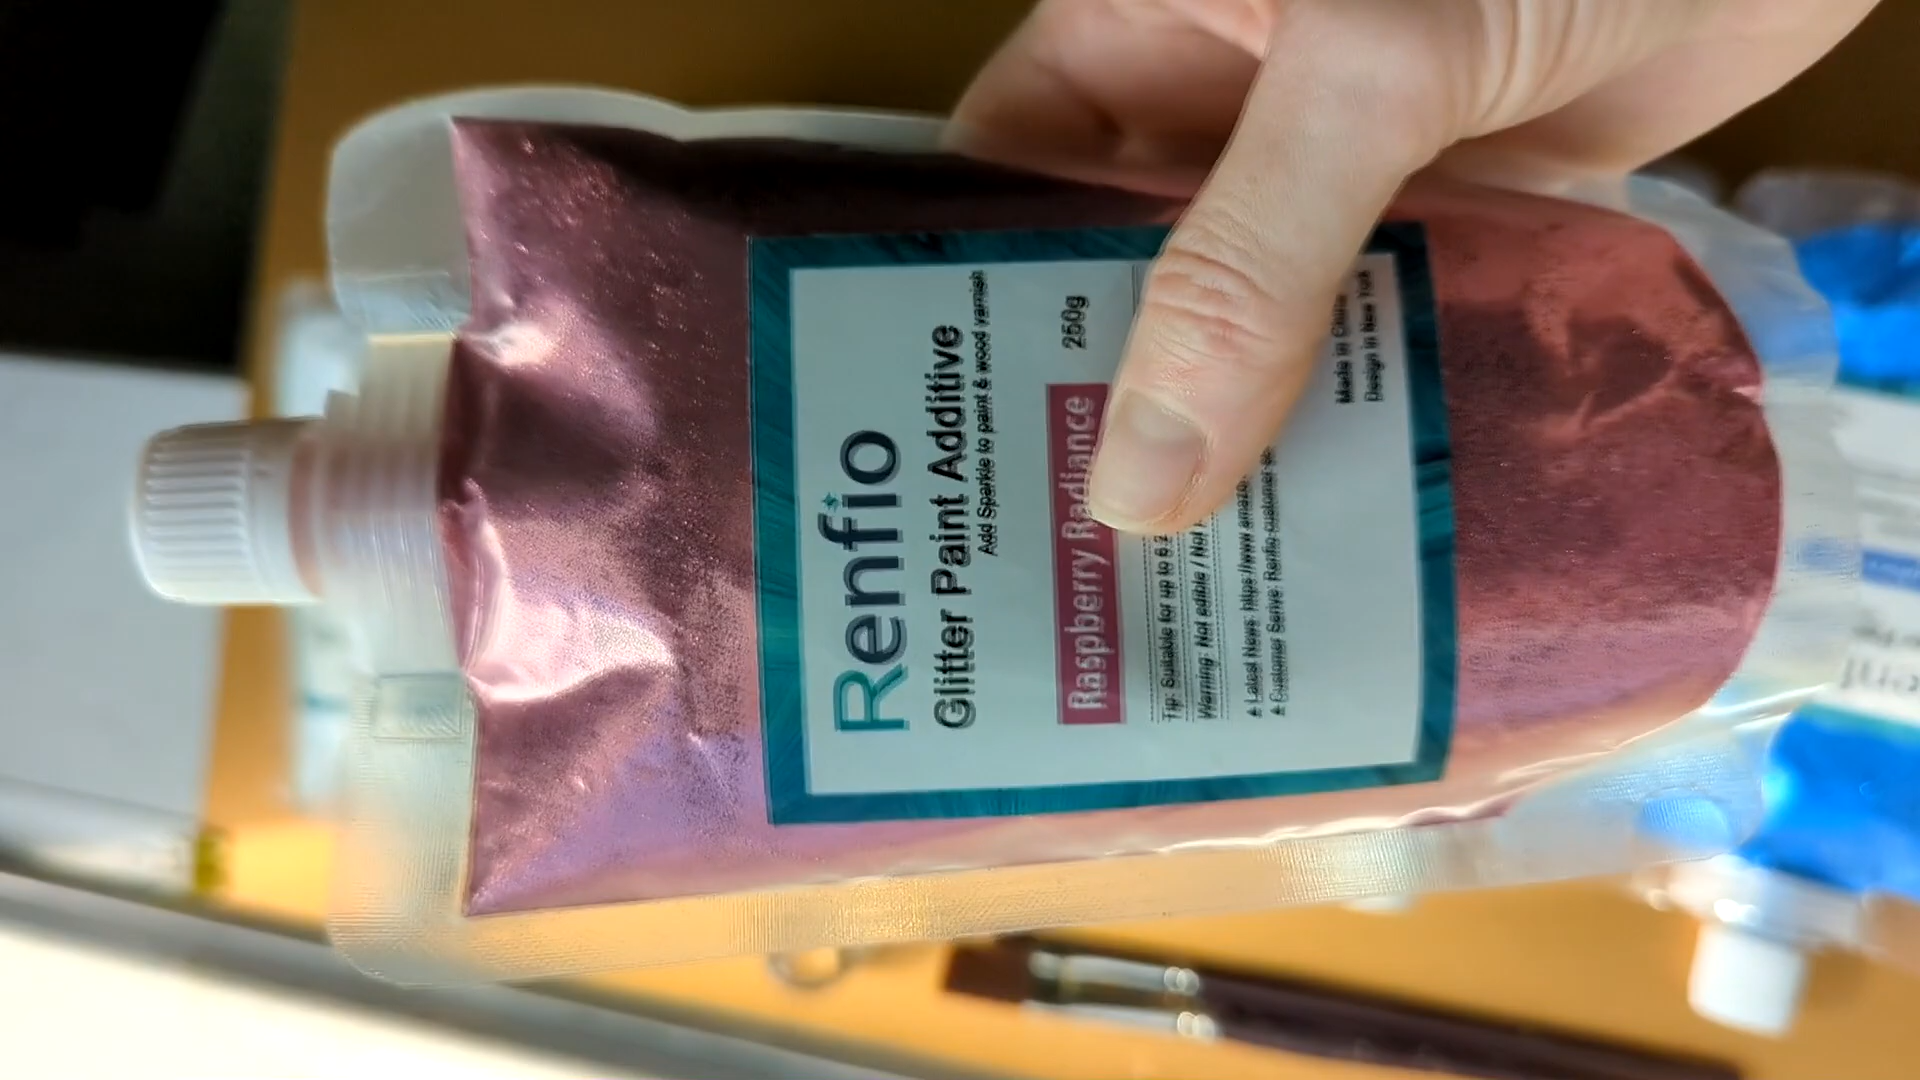 Renfio
Glitter Paint Additive
Add Sparkle to paint & wood varnish
Raspberry Radiance 250g
Tip: Suitable for up to 6.2
Warning: Not edible / Not
Latest News: https://www.amazo
Customer Serive: Renfio-customer-se
Made in China
Design in New York